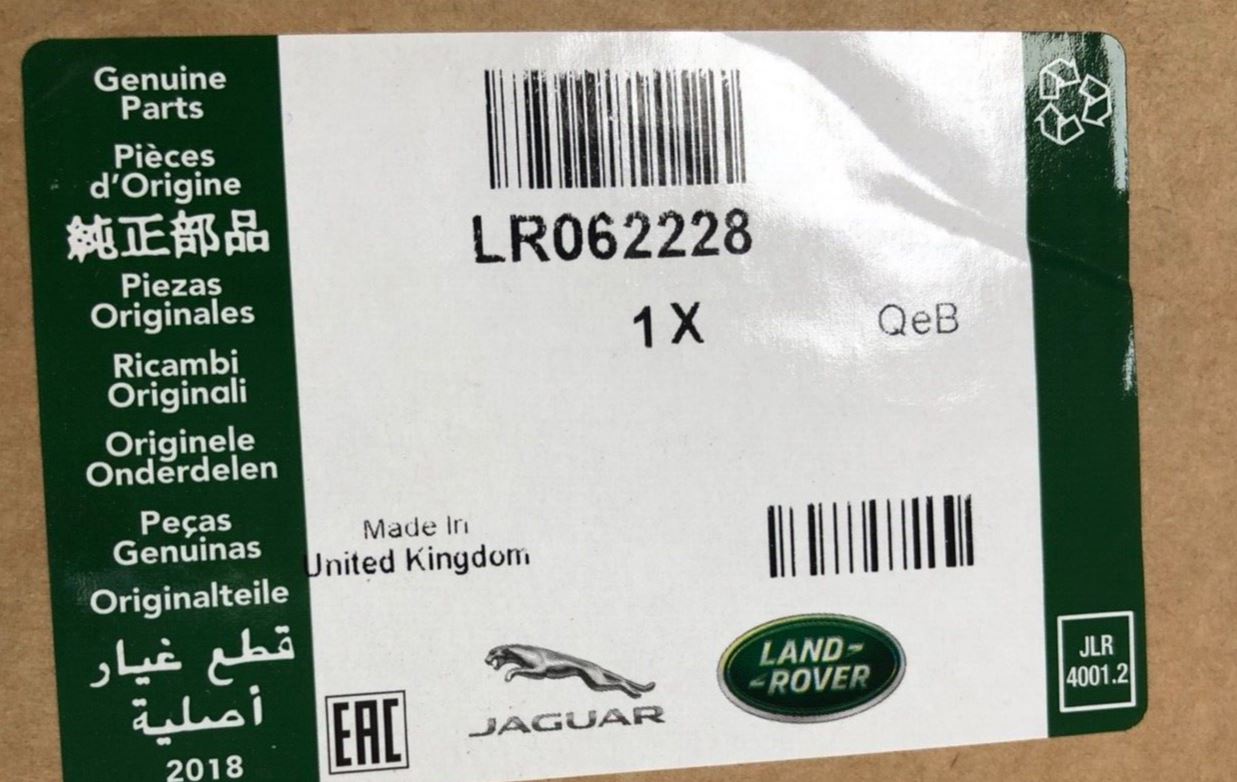 Genuine
Parts
Pièces
d'Origine
純正部品
Piezas
Originales
Ricambi
Originali
Originele
Onderdelen
Peças
Genuinas
Originalteile
قطع غيار
أصلية
2018
LR062228
1 X
QeB
Made In
United Kingdom
EAC
JAGUAR
LAND-
-ROVER
JLR
4001.2